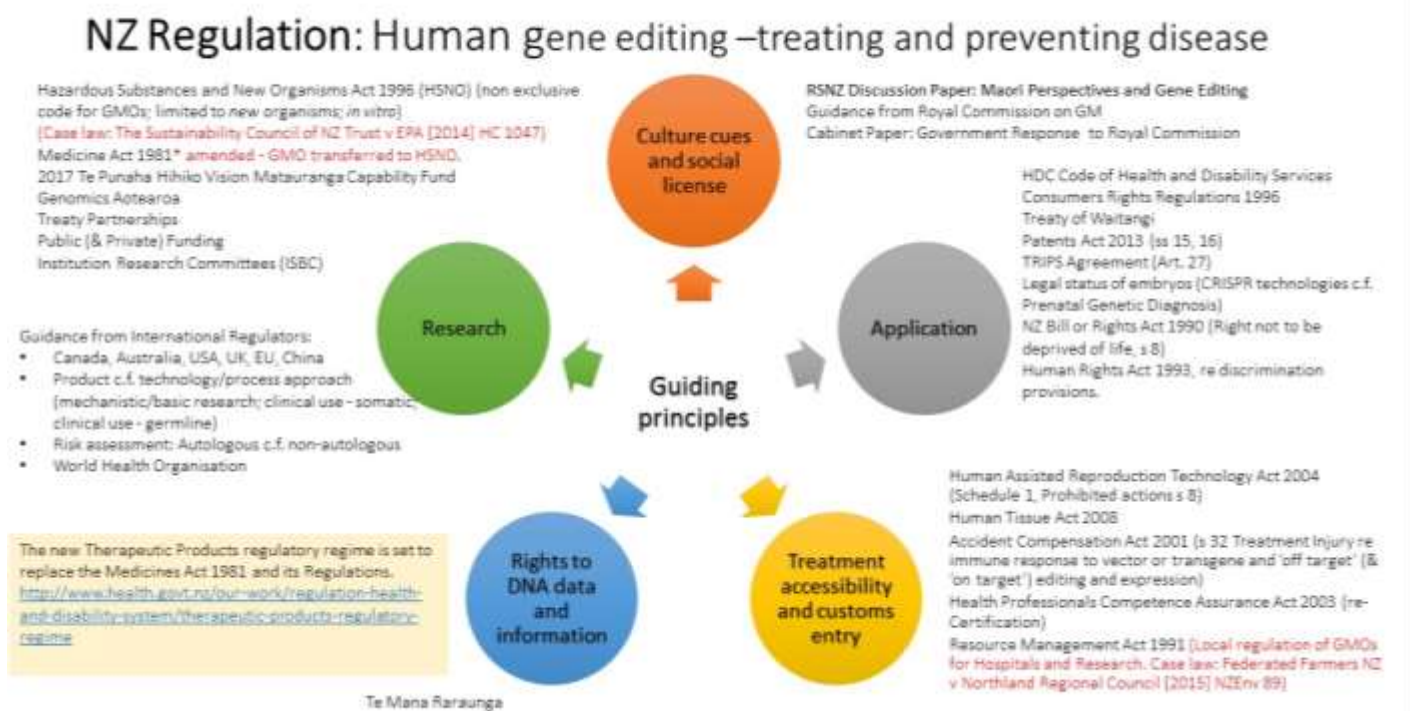 NZ Regulation: Human gene editing –treating and preventing disease
Hazardous Substances and New Organisms Act 1996 (HSNO) (non exclusive
code for GMOs; limited to new organisms; in vitro)
(Case law: The Sustainability Council of NZ Trust v EPA [2014] HC 1047)
Medicine Act 1981* amended - GMO transferred to HSNO.
2017 Te Punaha Hihiko Vision Matauranga Capability Fund
Genomics Aotearoa
Treaty Partnerships
Public (& Private) Funding
Institution Research Committees (ISBC)
Culture cues
and social
license
RSNZ Discussion Paper: Maori Perspectives and Gene Editing
Guidance from Royal Commission on GM
Cabinet Paper: Government Response to Royal Commission
HDC Code of Health and Disability Services
Consumers Rights Regulations 1996
Treaty of Waitangi
Patents Act 2013 (ss 15, 16)
TRIPS Agreement (Art. 27)
Legal status of embryos (CRISPR technologies c.f.
Prenatal Genetic Diagnosis)
NZ Bill or Rights Act 1990 (Right not to be
deprived of life, s 8)
Human Rights Act 1993, re discrimination
provisions.
Research
Application
Guiding
principles
Guidance from International Regulators:
• Canada, Australia, USA, UK, EU, China
• Product c.f. technology/process approach
(mechanistic/basic research; clinical use - somatic;
clinical use - germline)
• Risk assessment: Autologous c.f. non-autologous
• World Health Organisation
The new Therapeutic Products regulatory regime is set to
replace the Medicines Act 1981 and its Regulations.
http://www.health.govt.nz/our-work/regulation-health-
and-disability-system/therapeutic-products-regulatory-
regime
Rights to
DNA data
and
information
Treatment
accessibility
and customs
entry
Human Assisted Reproduction Technology Act 2004
(Schedule 1, Prohibited actions s 8)
Human Tissue Act 2008
Accident Compensation Act 2001 (s 32 Treatment Injury re
immune response to vector or transgene and 'off target' (&
'on target') editing and expression)
Health Professionals Competence Assurance Act 2003 (re-
Certification)
Resource Management Act 1991 (Local regulation of GMOs
for Hospitals and Research. Case law: Federated Farmers NZ
v Northland Regional Council [2015] NZEnv 89)
Te Mana Raraunga